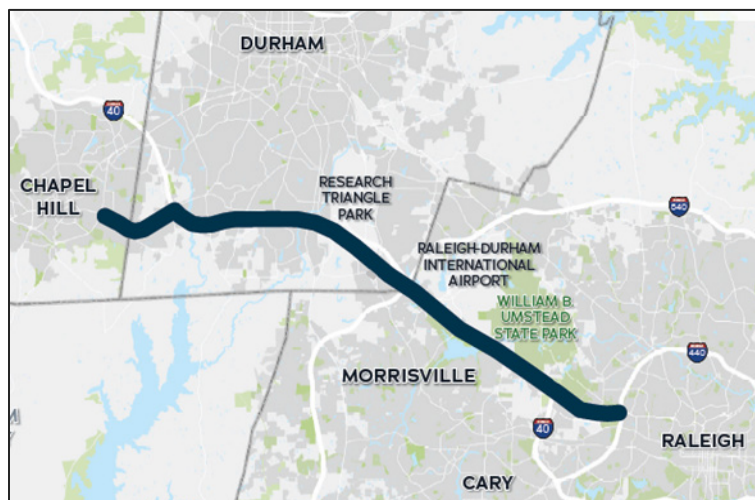 DURHAM
40
CHAPEL
HILL
RESEARCH
TRIANGLE
PARK
540
RALEIGH-DURHAM
INTERNATIONAL
AIRPORT
WILLIAM B.
UMSTEAD
STATE PARK
440
MORRISVILLE
40
RALEIGH
CARY